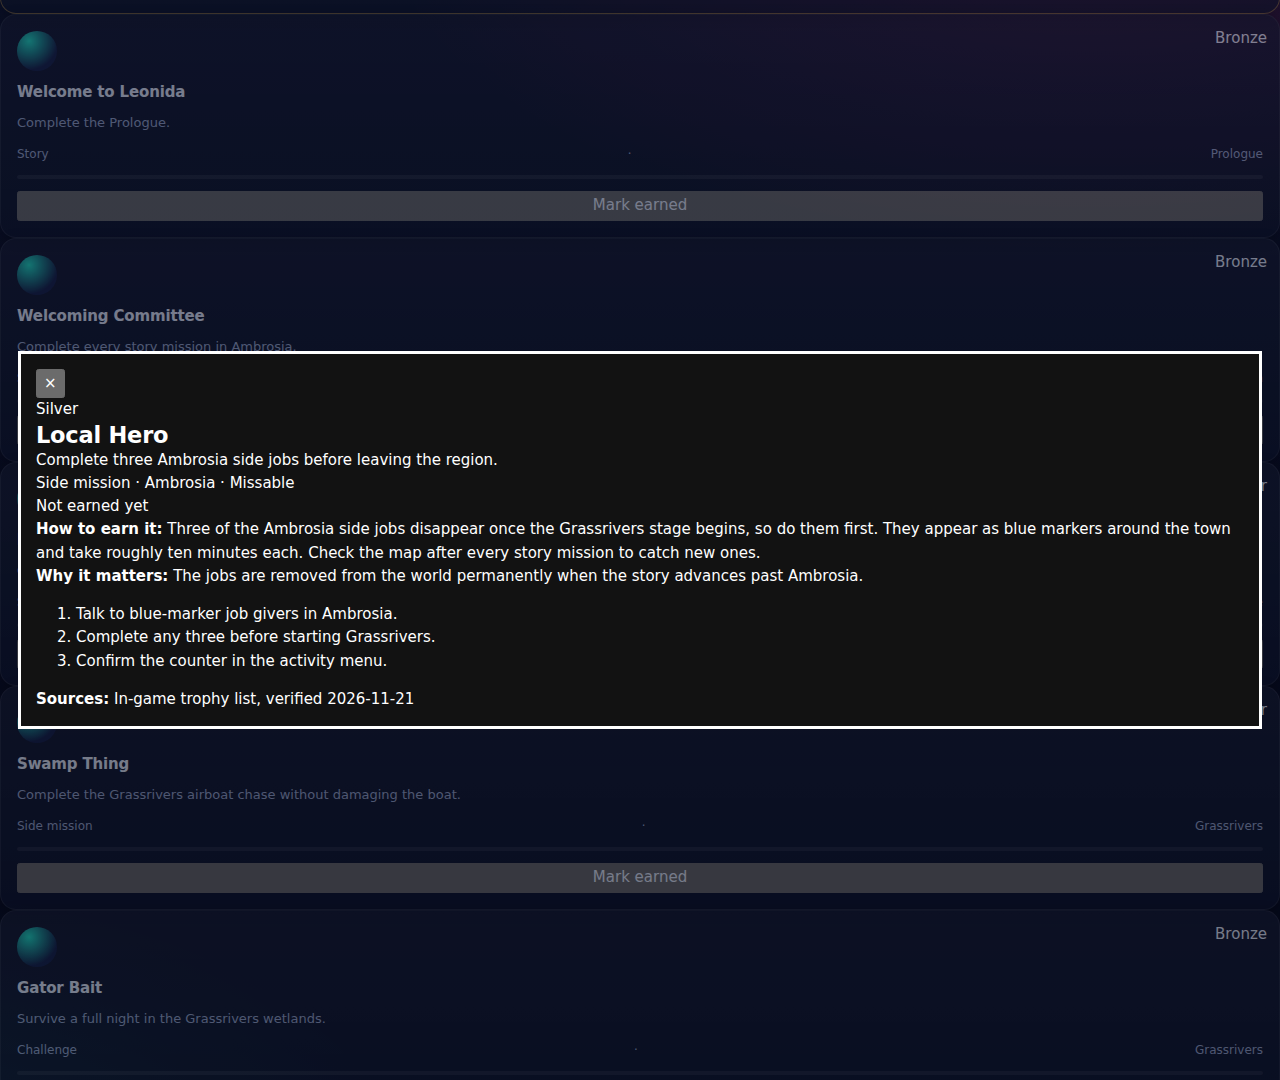 Bronze
Welcome to Leonida
Complete the Prologue.
Story · Prologue
Mark earned
Bronze
Welcoming Committee
Complete every story mission in Ambrosia.
×
Silver
Local Hero
Complete three Ambrosia side jobs before leaving the region.
Side mission · Ambrosia · Missable
Not earned yet
How to earn it: Three of the Ambrosia side jobs disappear once the Grassrivers stage begins, so do them first. They appear as blue markers around the town
and take roughly ten minutes each. Check the map after every story mission to catch new ones.
Why it matters: The jobs are removed from the world permanently when the story advances past Ambrosia.
1. Talk to blue-marker job givers in Ambrosia.
2. Complete any three before starting Grassrivers.
3. Confirm the counter in the activity menu.
Sources: In-game trophy list, verified 2026-11-21
Swamp Thing
Complete the Grassrivers airboat chase without damaging the boat.
Side mission · Grassrivers
Mark earned
Bronze
Gator Bait
Survive a full night in the Grassrivers wetlands.
Challenge · Grassrivers